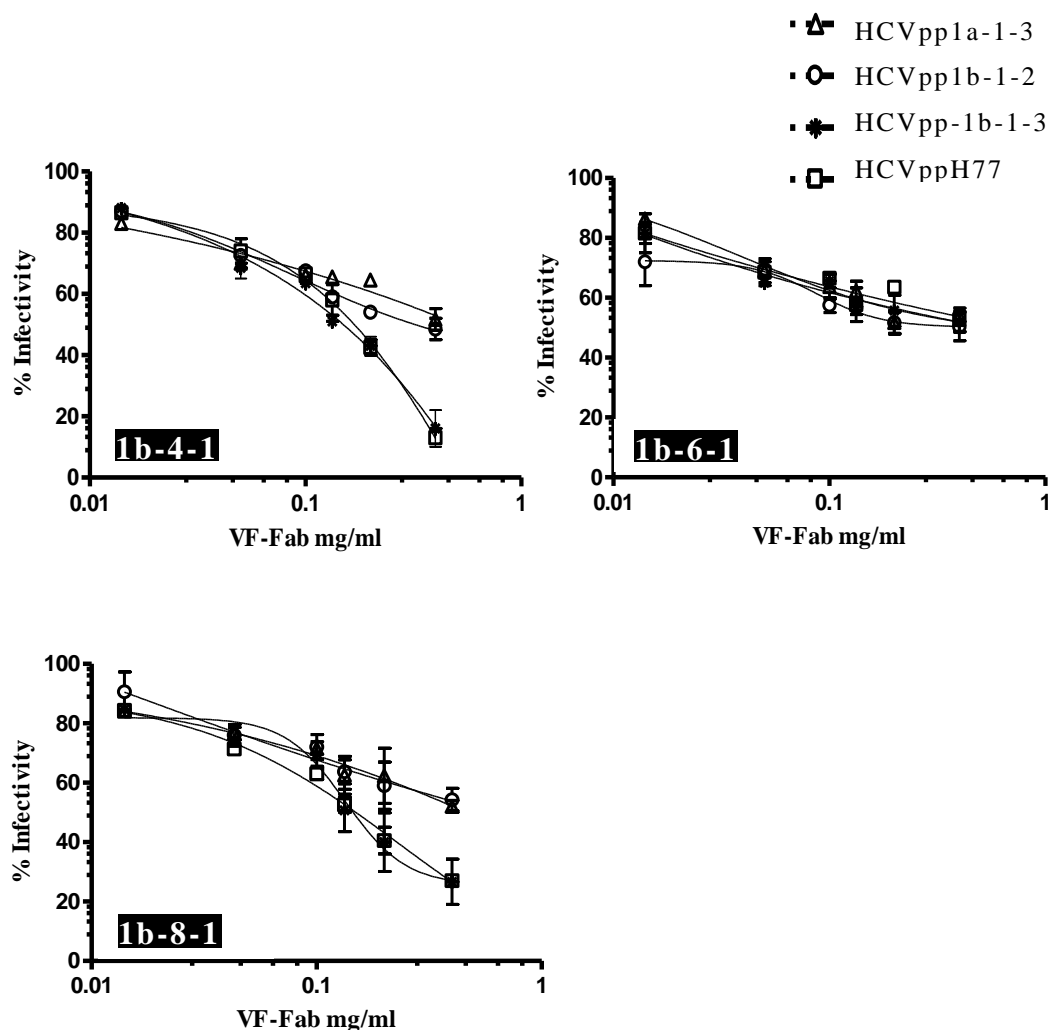 HCVpp1a-1-3
HCVpp1b-1-2
HCVpp-1b-1-3
HCVppH77
100
80
60
40
20
0
% Infectivity
1b-4-1
0.01
0.1
1
VF-Fab mg/ml
100
80
60
40
20
0
% Infectivity
1b-6-1
0.01
0.1
1
VF-Fab mg/ml
100
80
60
40
20
0
% Infectivity
1b-8-1
0.01
0.1
1
VF-Fab mg/ml